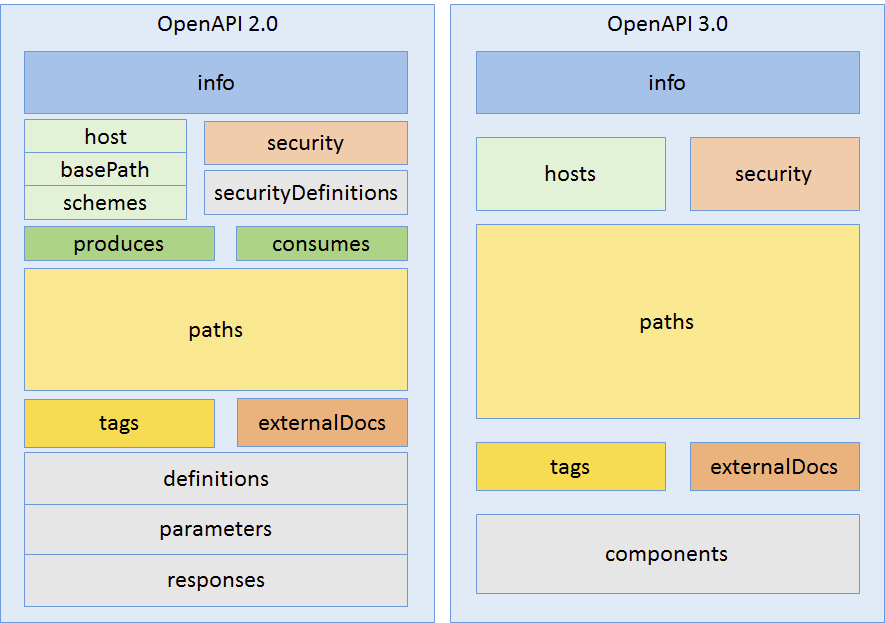 OpenAPI 2.0
info
host
basePath
schemes
security
securityDefinitions
produces
consumes
paths
tags
externalDocs
definitions
parameters
responses
OpenAPI 3.0
info
hosts
security
paths
tags
externalDocs
components